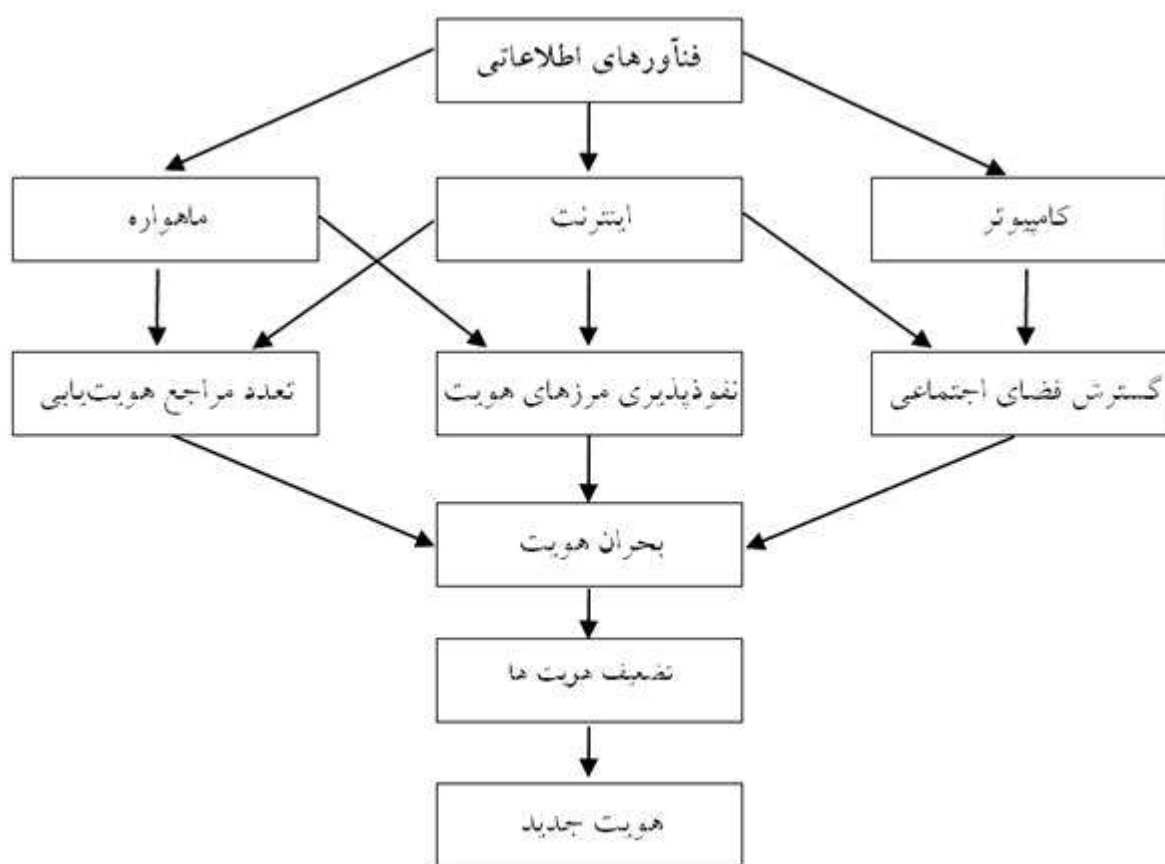 فنآورهای اطلاعاتی
کامپیوتر
اینترنت
ماهواره
گسترش فضای اجتماعی
نفوذپذیری مرزهای هویت
تعدد مراجع هویت‌یابی
بحران هویت
تضعیف هویت ها
هویت جدید